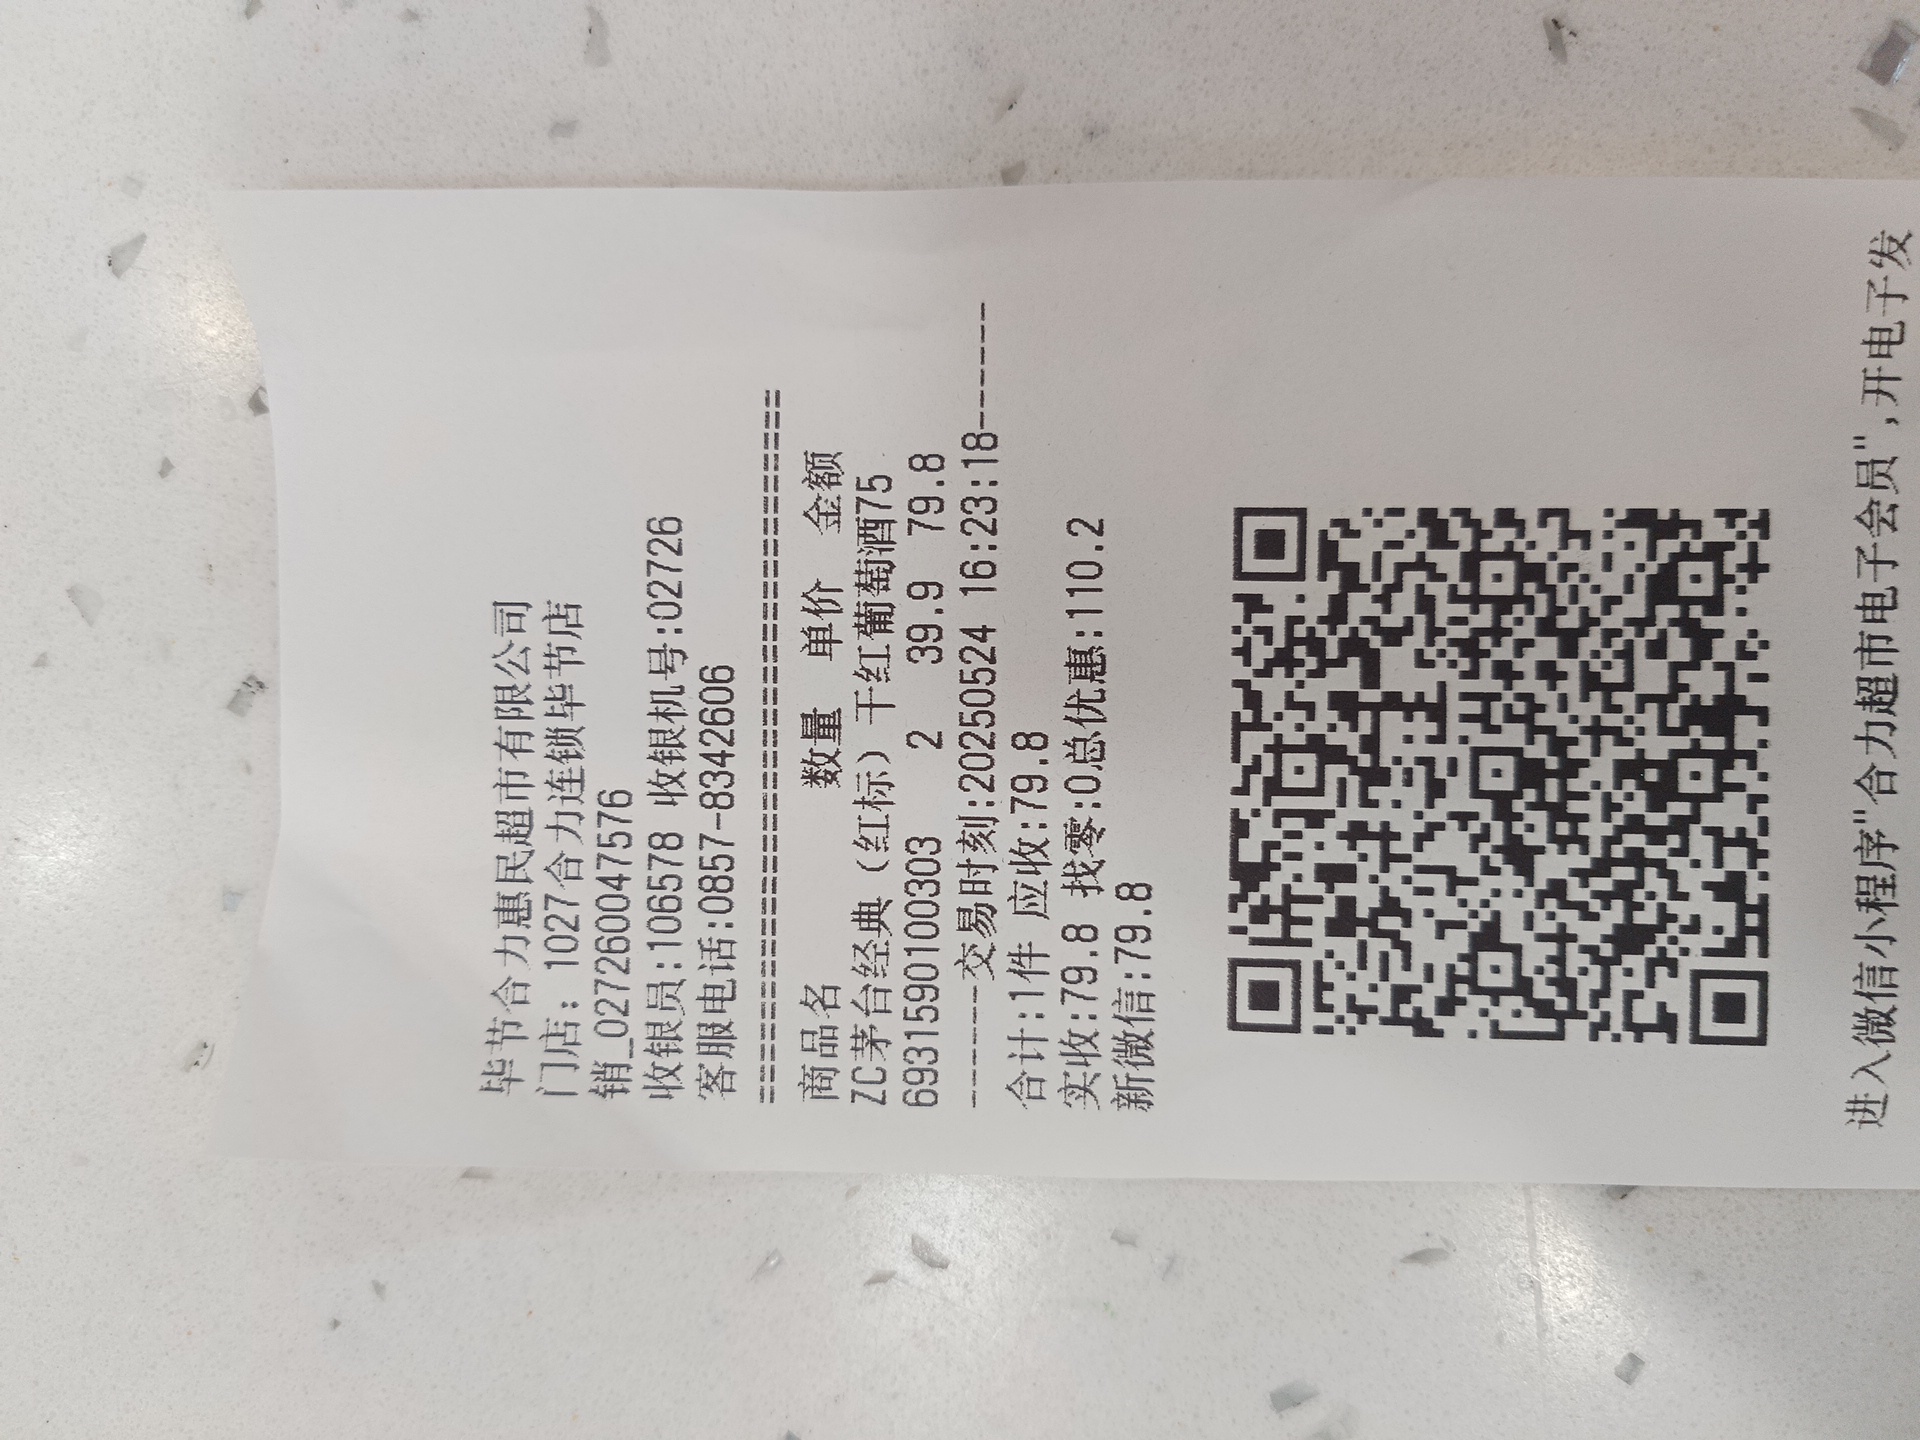 毕节合力惠民超市有限公司
门店: 1027合力连锁毕节店
销_0272600475576
收银员:106578 收银机号:02726
客服电话:0857-8342606
================================
商品名 数量 单价 金额
ZC茅台经典（红标）干红葡萄酒75
6931590100303 2 39.9 79.8
------交易时刻:20250524 16:23:18------
合计:1件 应收:79.8
实收:79.8 找零:0总优惠:110.2
新微信:79.8
进入微信小程序"合力超市电子会员",开电子发